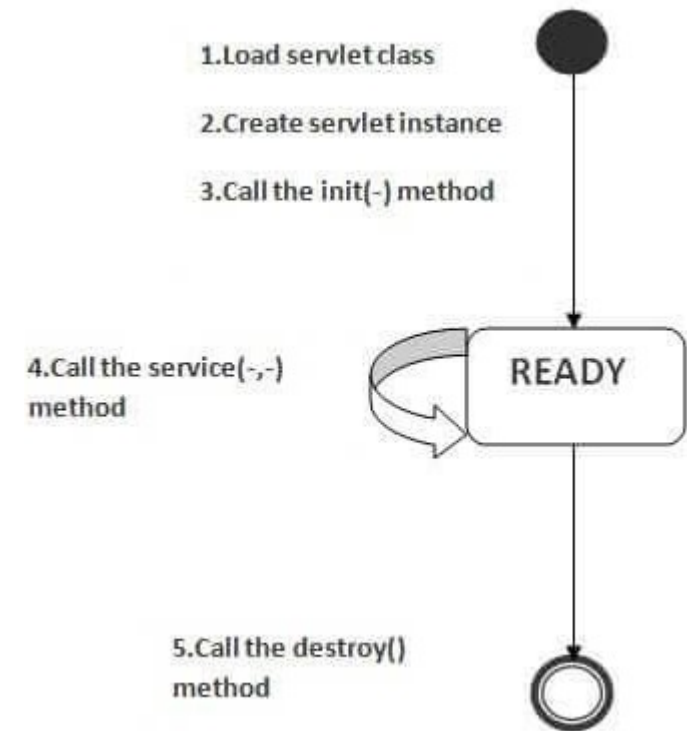 1.Load servlet class
2.Create servlet instance
3.Call the init(-) method
4.Call the service(-,-)
method
READY
5.Call the destroy()
method